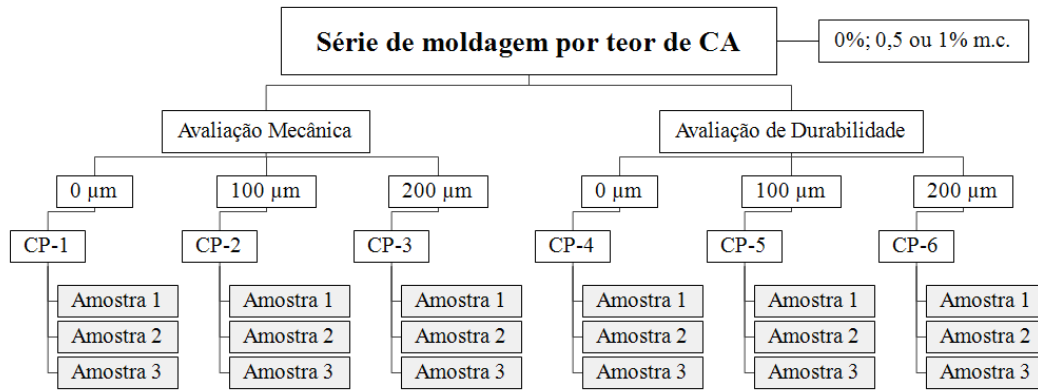 Série de moldagem por teor de CA
0%; 0,5 ou 1% m.c.
Avaliação Mecânica
Avaliação de Durabilidade
0 µm
100 µm
200 µm
0 µm
100 µm
200 µm
CP-1
CP-2
CP-3
CP-4
CP-5
CP-6
Amostra 1
Amostra 1
Amostra 1
Amostra 1
Amostra 1
Amostra 1
Amostra 2
Amostra 2
Amostra 2
Amostra 2
Amostra 2
Amostra 2
Amostra 3
Amostra 3
Amostra 3
Amostra 3
Amostra 3
Amostra 3